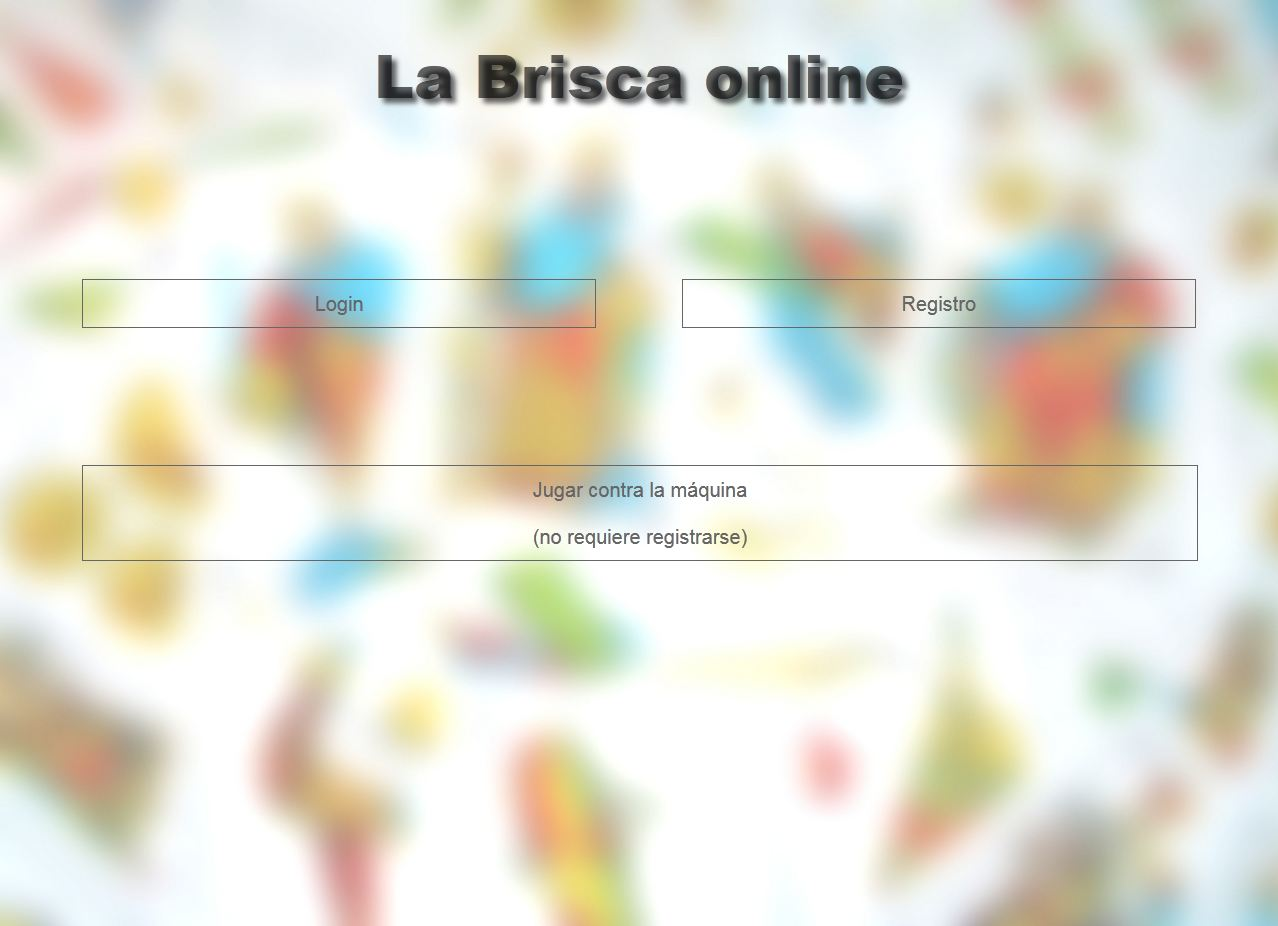 La Brisca online
Login
Registro
Jugar contra la máquina
(no requiere registrarse)